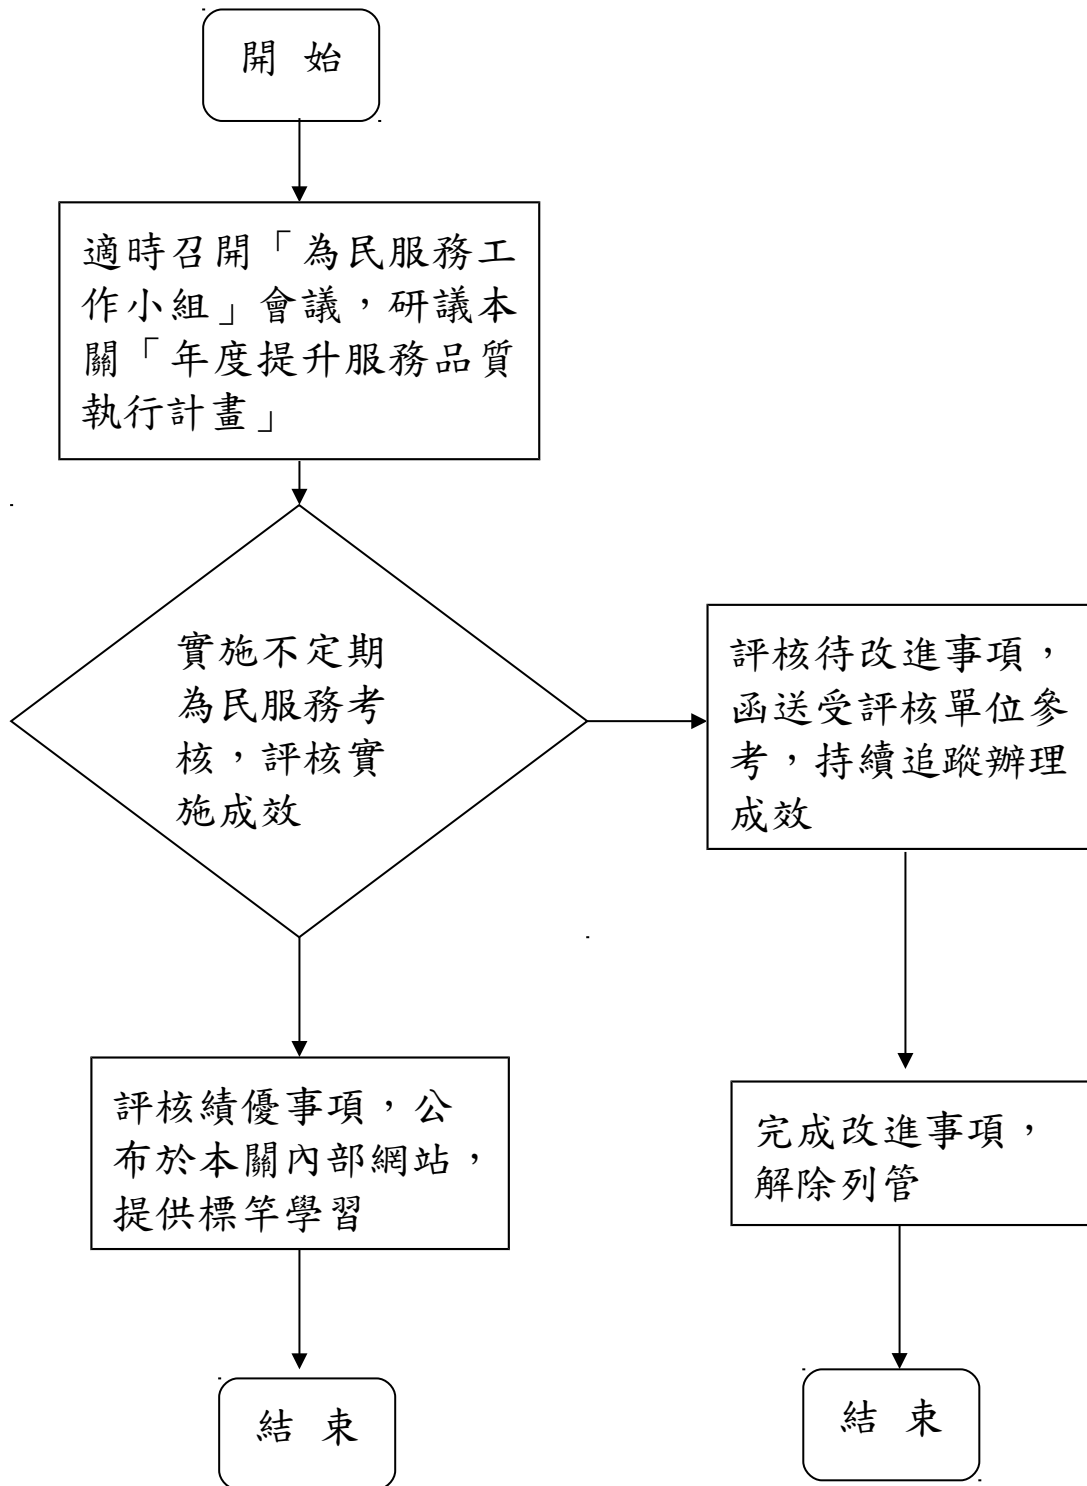 開 始
適時召開「為民服務工
作小組」會議，研議本
關「年度提升服務品質
執行計畫」
實施不定期
為民服務考
核，評核實
施成效
評核待改進事項，
函送受評核單位參
考，持續追蹤辦理
成效
評核績優事項，公
布於本關內部網站，
提供標竿學習
完成改進事項，
解除列管
結 束
結 束